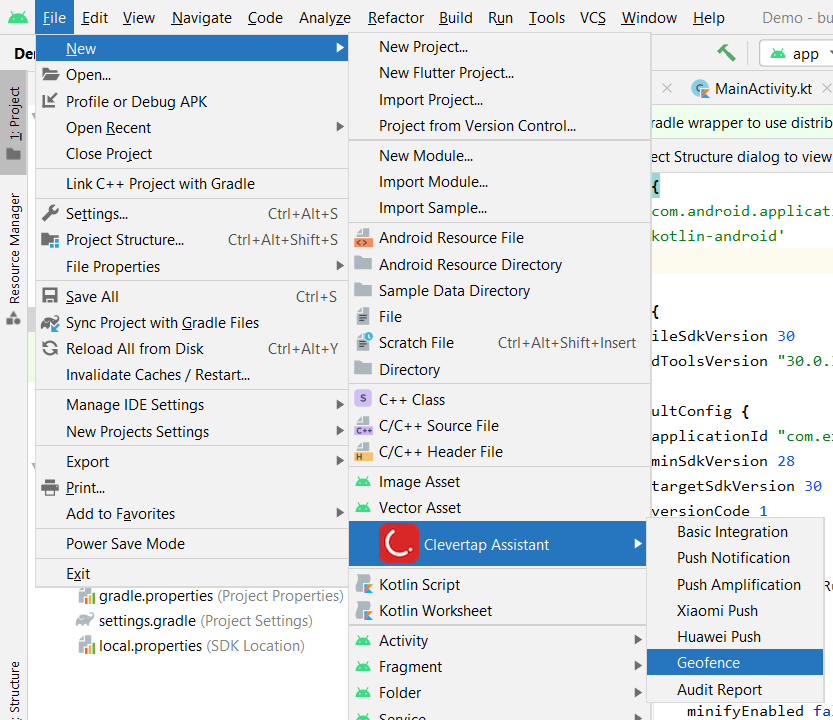 File Edit View Navigate Code Analyze Refactor Build Run Tools VCS Window Help Demo - bu
De
app
1: Project
Resource Manager
Structure
New
Open...
Profile or Debug APK
Open Recent
Close Project
Link C++ Project with Gradle
Settings... Ctrl+Alt+S
Project Structure... Ctrl+Alt+Shift+S
File Properties
Save All Ctrl+S
Sync Project with Gradle Files
Reload All from Disk Ctrl+Alt+Y
Invalidate Caches / Restart...
Manage IDE Settings
New Projects Settings
Export
Print...
Add to Favorites
Power Save Mode
Exit
gradle.properties (Project Properties)
settings.gradle (Project Settings)
local.properties (SDK Location)
New Project...
New Flutter Project...
Import Project...
Project from Version Control...
New Module...
Import Module...
Import Sample...
Android Resource File
Android Resource Directory
Sample Data Directory
File
Scratch File Ctrl+Alt+Shift+Insert
Directory
S C++ Class
C++ C/C++ Source File
H C/C++ Header File
Image Asset
Vector Asset
Clevertap Assistant
Kotlin Script
Kotlin Worksheet
Activity
Fragment
Folder
Service
Basic Integration
Push Notification
Push Amplification
Xiaomi Push
Huawei Push
Geofence
Audit Report
MainActivity.kt
radle wrapper to use distrib
ect Structure dialog to view
{
com.android.applicati
kotlin-android'
{
ileSdkVersion 30
dToolsVersion "30.0.
ultConfig {
applicationId "com.ex
minSdkVersion 28
targetSdkVersion 30
versionCode 1
minifyEnabled fa